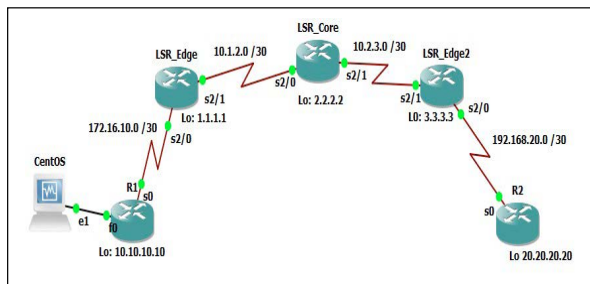 LSR_Core
10.1.2.0 /30
10.2.3.0 /30
LSR_Edge
LSR_Edge2
s2/1
s2/0
s2/1
s2/1
Lo: 1.1.1.1
Lo: 2.2.2.2
Lo: 3.3.3.3
s2/0
s2/0
172.16.10.0 /30
192.168.20.0 /30
CentOS
R1
s0
R2
s0
e1
f0
Lo: 10.10.10.10
Lo 20.20.20.20